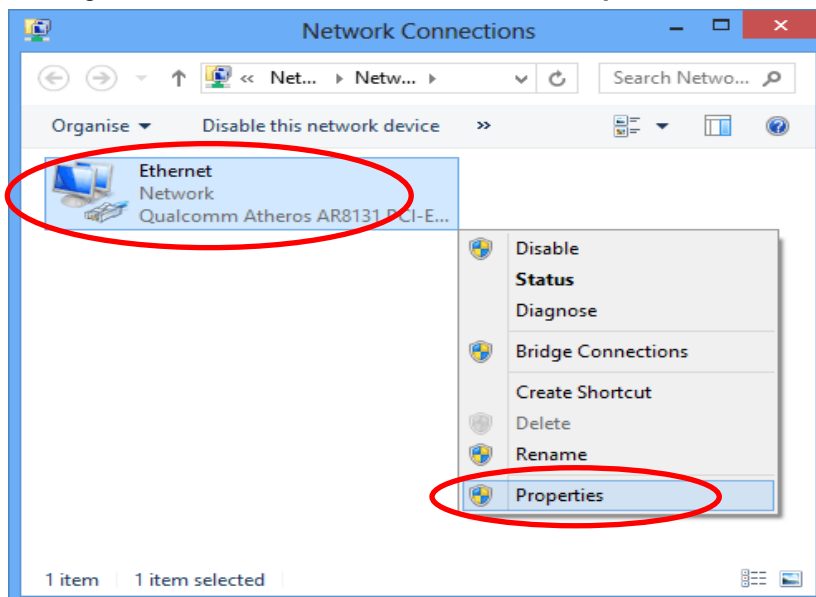 Network Connections
« Net... Netw...
Search Netwo...
Organise
Disable this network device
»
Ethernet
Network
Qualcomm Atheros AR8131 PCI-E...
Disable
Status
Diagnose
Bridge Connections
Create Shortcut
Delete
Rename
Properties
1 item
1 item selected